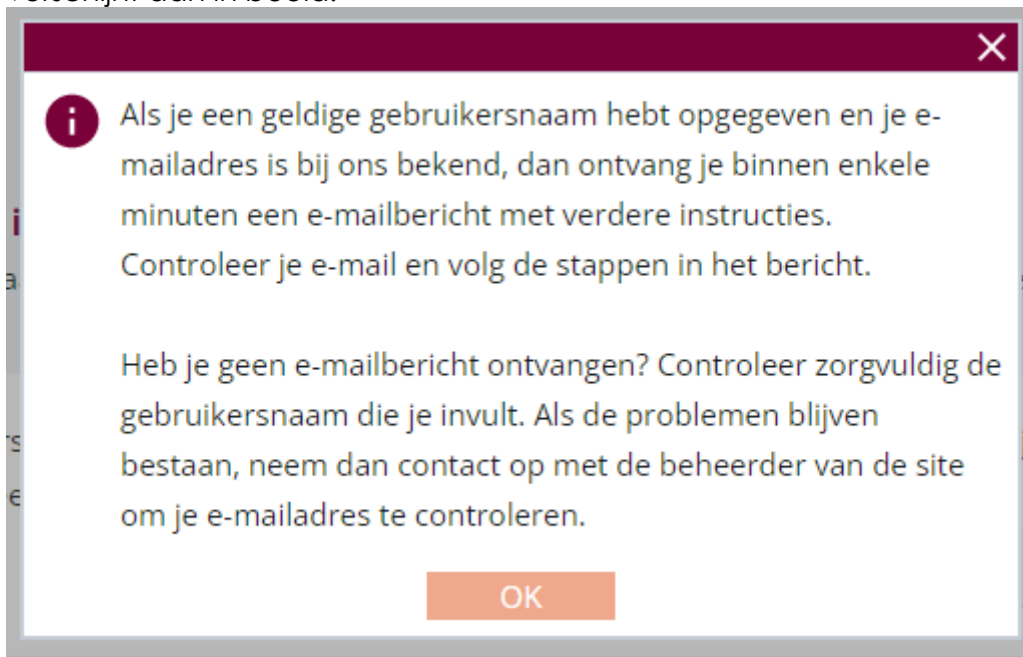 Als je een geldige gebruikersnaam hebt opgegeven en je e-
mailadres is bij ons bekend, dan ontvang je binnen enkele
minuten een e-mailbericht met verdere instructies.
Controleer je e-mail en volg de stappen in het bericht.
Heb je geen e-mailbericht ontvangen? Controleer zorgvuldig de
gebruikersnaam die je invult. Als de problemen blijven
bestaan, neem dan contact op met de beheerder van de site
om je e-mailadres te controleren.
OK